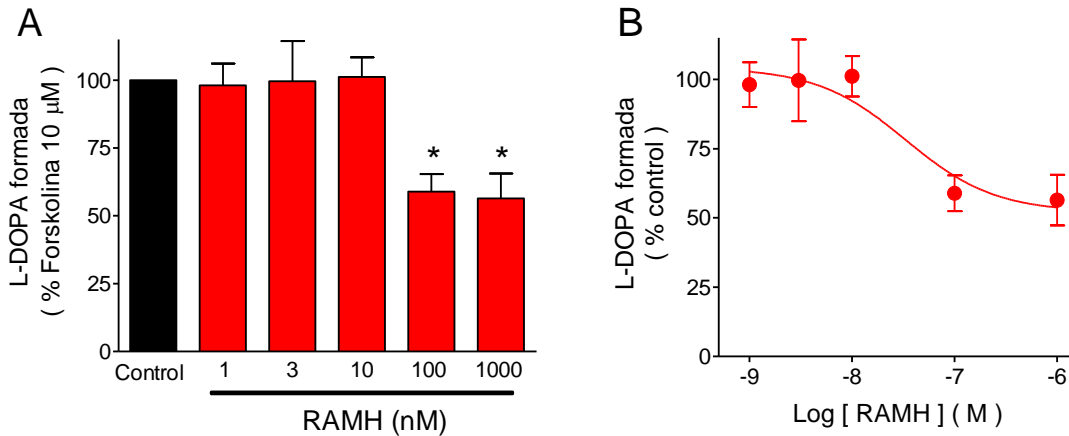 A
L-DOPA formada
( % Forskolina 10 μM )
100
75
50
25
0
* *
Control 1 3 10 100 1000
RAMH (nM)
B
L-DOPA formada
( % control )
100
75
50
25
0
-9 -8 -7 -6
Log [ RAMH ] ( M )